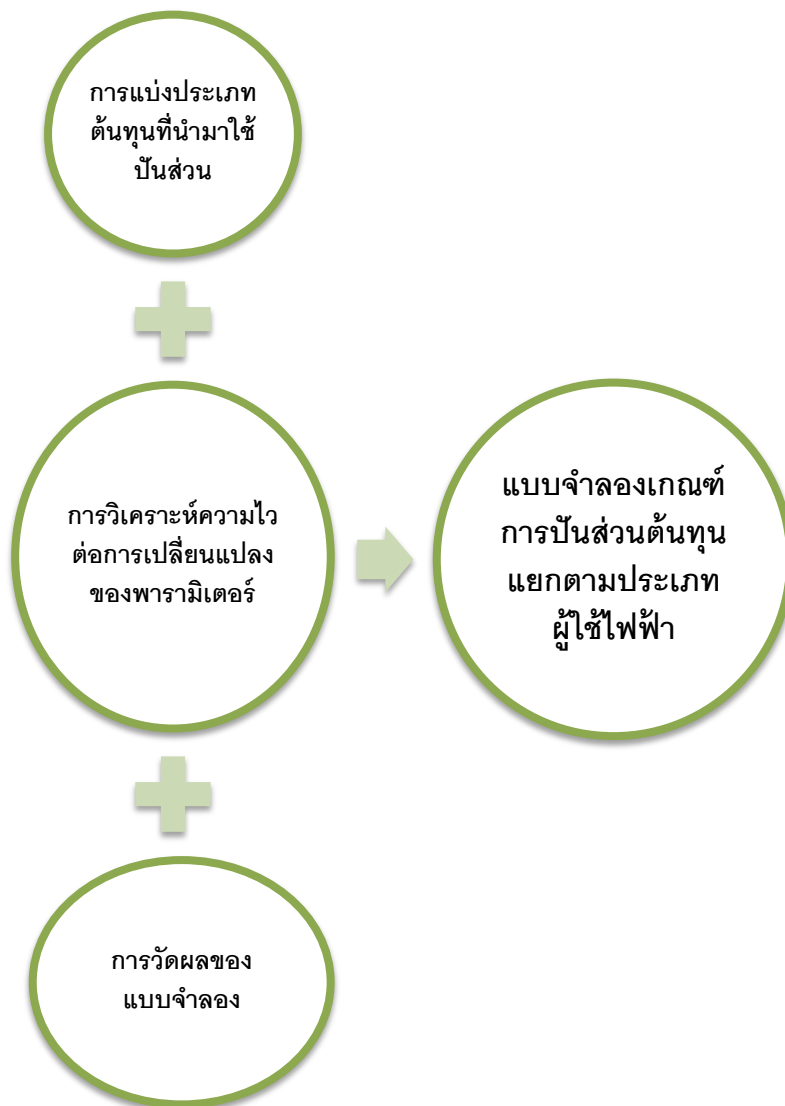 การแบ่งประเภท
ต้นทุนที่นำมาใช้
ปันส่วน
การวิเคราะห์ความไว
ต่อการเปลี่ยนแปลง
ของพารามิเตอร์
แบบจำลองเกณฑ์
การปันส่วนต้นทุน
แยกตามประเภท
ผู้ใช้ไฟฟ้า
การวัดผลของ
แบบจำลอง